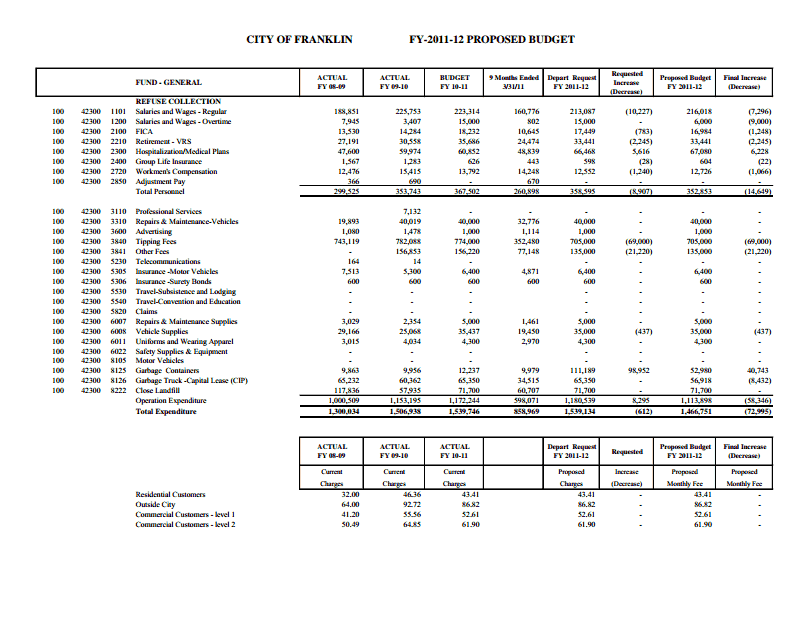 CITY OF FRANKLIN FY-2011-12 PROPOSED BUDGET
FUND - GENERAL ACTUAL FY 08-09 ACTUAL FY 09-10 BUDGET FY 10-11 9 Months Ended 3/31/11 Depart Request FY 2011-12 Requested Increase (Decrease) Proposed Budget FY 2011-12 Final Increase (Decrease)
REFUSE COLLECTION
100 42300 1101 Salaries and Wages - Regular 188,851 225,753 223,314 160,776 213,087 (10,227) 216,018 (7,296)
100 42300 1200 Salaries and Wages - Overtime 7,945 3,407 15,000 802 15,000 - 6,000 (9,000)
100 42300 2100 FICA 13,530 14,284 18,232 10,645 17,449 (783) 16,984 (1,248)
100 42300 2210 Retirement - VRS 27,191 30,558 35,686 24,474 33,441 (2,245) 33,441 (2,245)
100 42300 2300 Hospitalization/Medical Plans 47,600 59,974 60,852 48,839 66,468 5,616 67,080 6,228
100 42300 2400 Group Life Insurance 1,567 1,283 626 443 598 (28) 604 (22)
100 42300 2720 Workmen's Compensation 12,476 15,415 13,792 14,248 12,552 (1,240) 12,726 (1,066)
100 42300 2850 Adjustment Pay 366 690 - 670 - - - -
Total Personnel 299,525 353,743 367,502 260,898 358,595 (8,907) 352,853 (14,649)
100 42300 3110 Professional Services 7,132 - - - - - -
100 42300 3310 Repairs & Maintenance-Vehicles 19,893 40,019 40,000 32,776 40,000 - 40,000 -
100 42300 3600 Advertising 1,080 1,478 1,000 1,114 1,000 - 1,000 -
100 42300 3840 Tipping Fees 743,119 782,088 774,000 352,480 705,000 (69,000) 705,000 (69,000)
100 42300 3841 Other Fees - 156,853 156,220 77,148 135,000 (21,220) 135,000 (21,220)
100 42300 5230 Telecommunications 164 14 - - - - - -
100 42300 5305 Insurance -Motor Vehicles 7,513 5,300 6,400 4,871 6,400 - 6,400 -
100 42300 5306 Insurance -Surety Bonds 600 600 600 600 600 - 600 -
100 42300 5530 Travel-Subsistence and Lodging - - - - - - - -
100 42300 5540 Travel-Convention and Education - - - - - - - -
100 42300 5820 Claims - - - - - - - -
100 42300 6007 Repairs & Maintenance Supplies 3,029 2,354 5,000 1,461 5,000 - 5,000 -
100 42300 6008 Vehicle Supplies 29,166 25,068 35,437 19,450 35,000 (437) 35,000 (437)
100 42300 6011 Uniforms and Wearing Apparel 3,015 4,034 4,300 2,970 4,300 - 4,300 -
100 42300 6022 Safety Supplies & Equipment - - - - - - - -
100 42300 8105 Motor Vehicles - - - - - - - -
100 42300 8125 Garbage Containers 9,863 9,956 12,237 9,979 111,189 98,952 52,980 40,743
100 42300 8126 Garbage Truck -Capital Lease (CIP) 65,232 60,362 65,350 34,515 65,350 - 56,918 (8,432)
100 42300 8222 Close Landfill 117,836 57,935 71,700 60,707 71,700 - 71,700 -
Operation Expenditure 1,000,509 1,153,195 1,172,244 598,071 1,180,539 8,295 1,113,898 (58,346)
Total Expenditure 1,300,034 1,506,938 1,539,746 858,969 1,539,134 (612) 1,466,751 (72,995)
ACTUAL FY 08-09 ACTUAL FY 09-10 ACTUAL FY 10-11 Depart Request FY 2011-12 Requested Proposed Budget FY 2011-12 Final Increase (Decrease)
Current Current Current Proposed Increase Proposed Proposed
Charges Charges Charges Charges (Decrease) Monthly Fee Monthly Fee
Residential Customers 32.00 46.36 43.41 43.41 - 43.41 -
Outside City 64.00 92.72 86.82 86.82 - 86.82 -
Commercial Customers - level 1 41.20 55.56 52.61 52.61 - 52.61 -
Commercial Customers - level 2 50.49 64.85 61.90 61.90 - 61.90 -